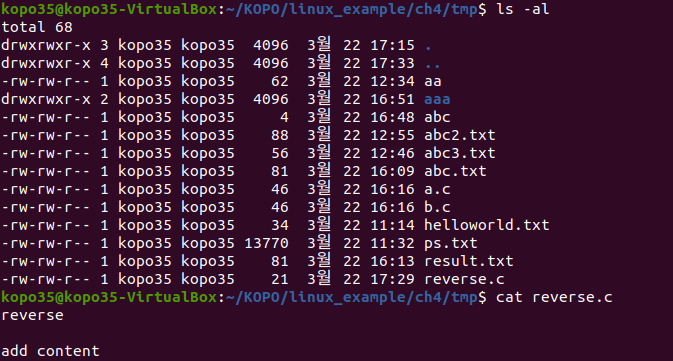 kopo35@kopo35-VirtualBox:~/KOPO/linux_example/ch4/tmp$ ls -al
total 68
drwxrwxr-x 3 kopo35 kopo35  4096  3월 22 17:15 .
drwxrwxr-x 4 kopo35 kopo35  4096  3월 22 17:33 ..
-rw-rw-r-- 1 kopo35 kopo35    62  3월 22 12:34 aa
drwxrwxr-x 2 kopo35 kopo35  4096  3월 22 16:51 aaa
-rw-rw-r-- 1 kopo35 kopo35     4  3월 22 16:48 abc
-rw-rw-r-- 1 kopo35 kopo35    88  3월 22 12:55 abc2.txt
-rw-rw-r-- 1 kopo35 kopo35    56  3월 22 12:46 abc3.txt
-rw-rw-r-- 1 kopo35 kopo35    81  3월 22 16:09 abc.txt
-rw-rw-r-- 1 kopo35 kopo35    46  3월 22 16:16 a.c
-rw-rw-r-- 1 kopo35 kopo35    46  3월 22 16:16 b.c
-rw-rw-r-- 1 kopo35 kopo35    34  3월 22 11:14 helloworld.txt
-rw-rw-r-- 1 kopo35 kopo35 13770  3월 22 11:32 ps.txt
-rw-rw-r-- 1 kopo35 kopo35    81  3월 22 16:13 result.txt
-rw-rw-r-- 1 kopo35 kopo35    21  3월 22 17:29 reverse.c
kopo35@kopo35-VirtualBox:~/KOPO/linux_example/ch4/tmp$ cat reverse.c
reverse

add content